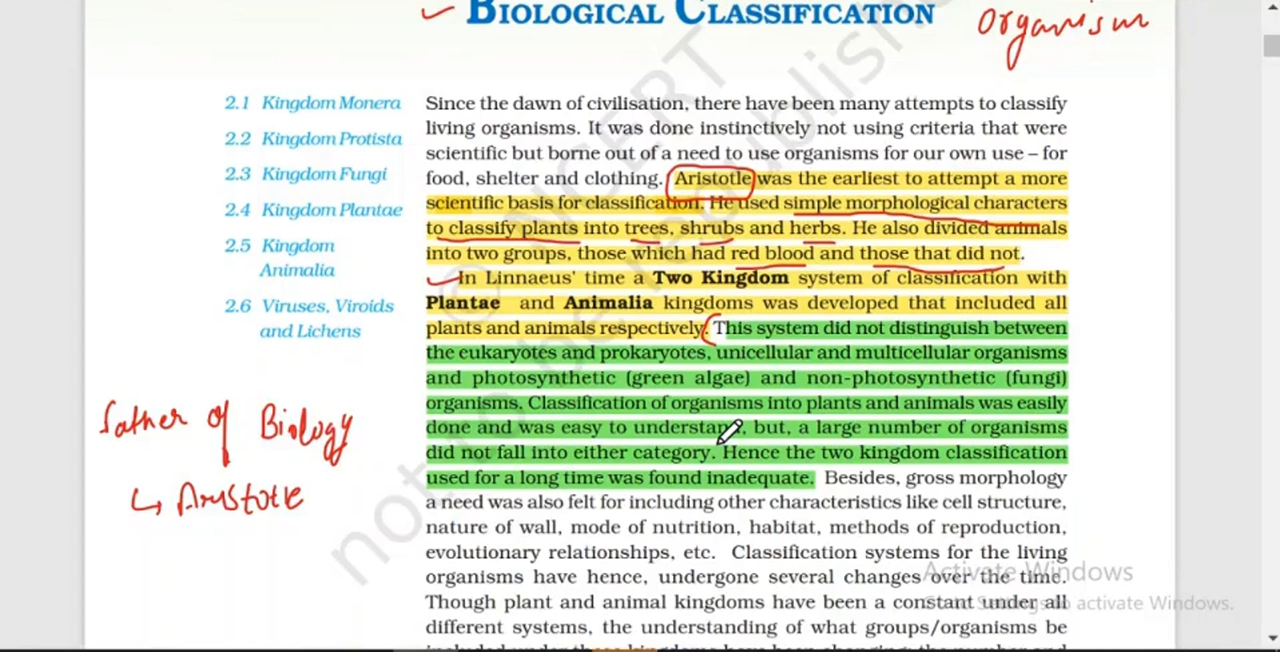 BIOLOGICAL CLASSIFICATION
Organism
2.1 Kingdom Monera
2.2 Kingdom Protista
2.3 Kingdom Fungi
2.4 Kingdom Plantae
2.5 Kingdom
Animalia
2.6 Viruses, Viroids
and Lichens
Since the dawn of civilisation, there have been many attempts to classify
living organisms. It was done instinctively not using criteria that were
scientific but borne out of a need to use organisms for our own use – for
food, shelter and clothing. Aristotle was the earliest to attempt a more
scientific basis for classification. He used simple morphological characters
to classify plants into trees, shrubs and herbs. He also divided animals
into two groups, those which had red blood and those that did not.
In Linnaeus' time a Two Kingdom system of classification with
Plantae and Animalia kingdoms was developed that included all
plants and animals respectively. This system did not distinguish between
the eukaryotes and prokaryotes, unicellular and multicellular organisms
and photosynthetic (green algae) and non-photosynthetic (fungi)
organisms. Classification of organisms into plants and animals was easily
done and was easy to understand, but, a large number of organisms
did not fall into either category. Hence the two kingdom classification
used for a long time was found inadequate. Besides, gross morphology
a need was also felt for including other characteristics like cell structure,
nature of wall, mode of nutrition, habitat, methods of reproduction,
evolutionary relationships, etc. Classification systems for the living
organisms have hence, undergone several changes over the time.
Though plant and animal kingdoms have been a constant under all
different systems, the understanding of what groups/organisms be
father of Biology
↳ Aristotle
© NCERT
not to be republished
Activate Windows
Go to Settings to activate Windows.